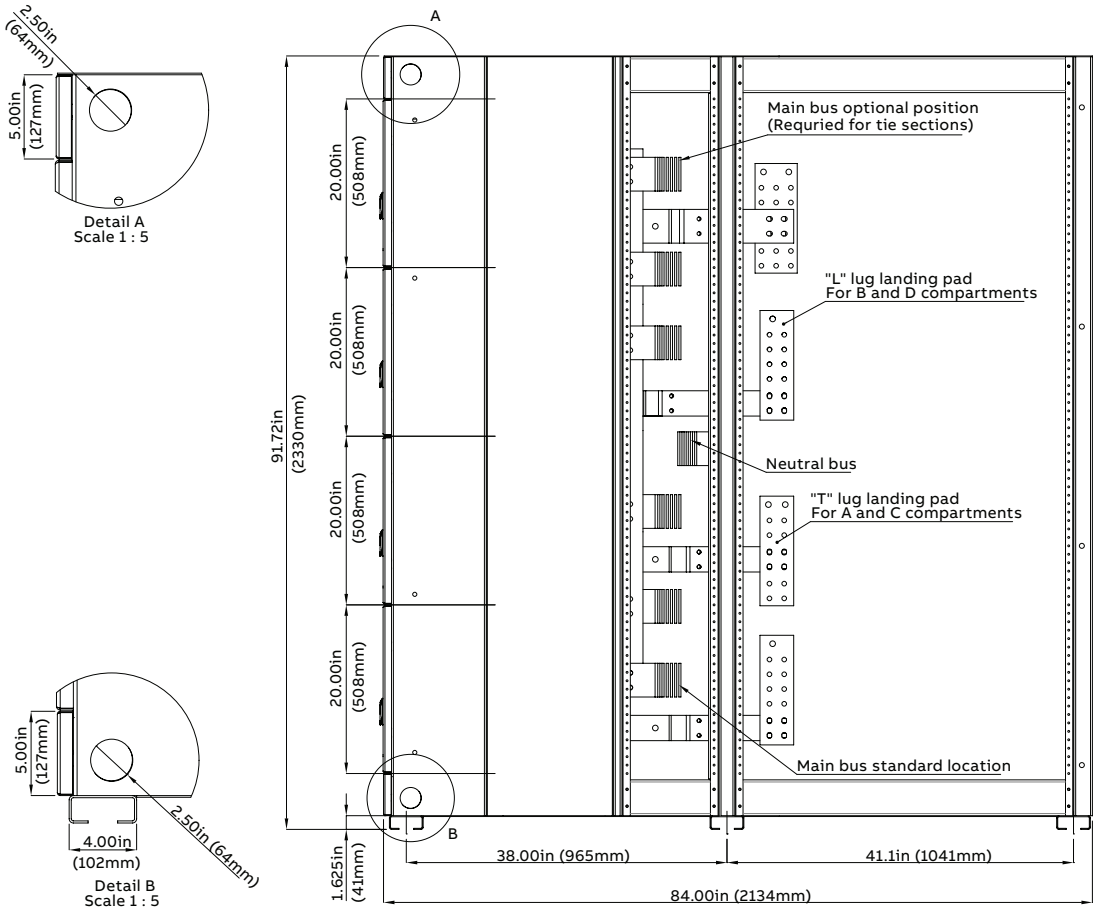 A
2.50in
(64mm)
5.00in
(127mm)
Detail A
Scale 1 : 5
20.00in
(508mm)
Main bus optional position
(Requried for tie sections)
"L" lug landing pad
For B and D compartments
20.00in
(508mm)
91.72in
(2330mm)
Neutral bus
"T" lug landing pad
For A and C compartments
20.00in
(508mm)
20.00in
(508mm)
Main bus standard location
5.00in
(127mm)
4.00in
(102mm)
2.50in (64mm)
Detail B
Scale 1 : 5
B
1.625in
(41mm)
38.00in (965mm)
41.1in (1041mm)
84.00in (2134mm)